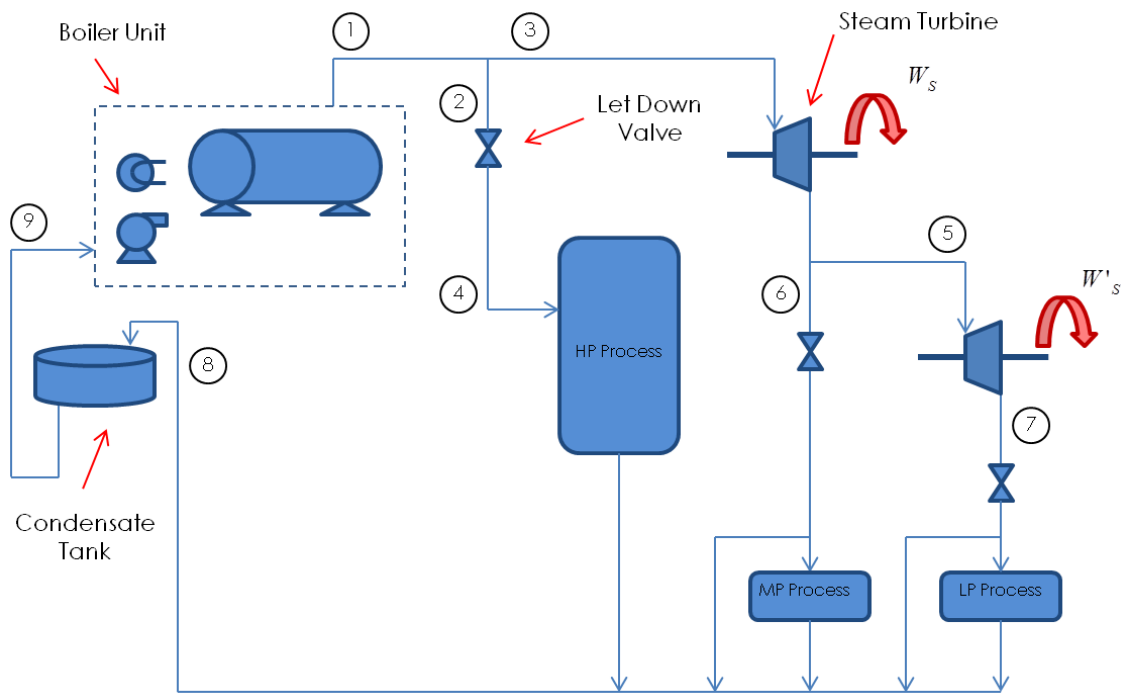 Boiler Unit
1
3
Steam Turbine
W_S
2
Let Down
Valve
9
5
W'_S
4
6
HP Process
8
7
Condensate
Tank
MP Process
LP Process